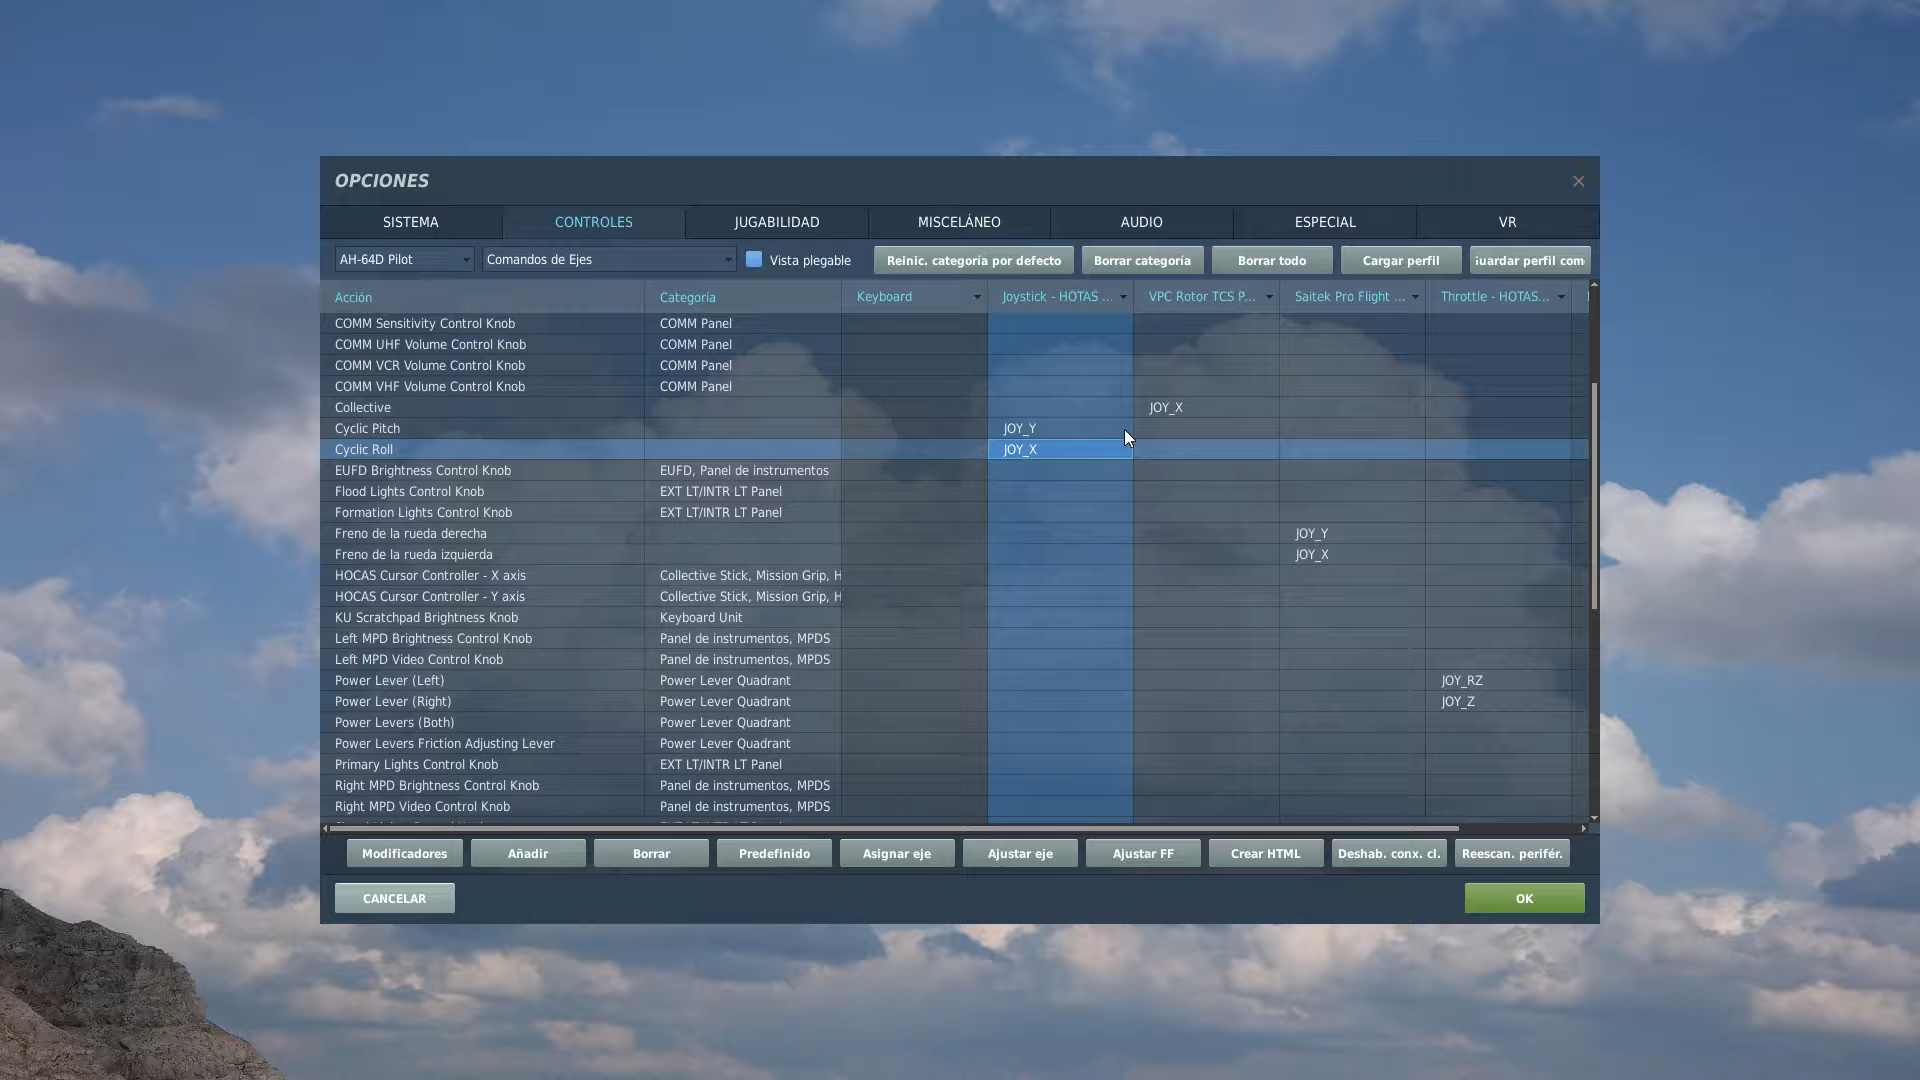 OPCIONES
SISTEMA CONTROLES JUGABILIDAD MISCELÁNEO AUDIO ESPECIAL VR
AH-64D Pilot Comandos de Ejes Vista plegable Reinic. categoría por defecto Borrar categoría Borrar todo Cargar perfil uardar perfil com
Acción Categoría Keyboard Joystick - HOTAS ... VPC Rotor TCS P... Saitek Pro Flight ... Throttle - HOTAS...
COMM Sensitivity Control Knob COMM Panel
COMM UHF Volume Control Knob COMM Panel
COMM VCR Volume Control Knob COMM Panel
COMM VHF Volume Control Knob COMM Panel
Collective JOY_X
Cyclic Pitch JOY_Y
Cyclic Roll JOY_X
EUFD Brightness Control Knob EUFD, Panel de instrumentos
Flood Lights Control Knob EXT LT/INTR LT Panel
Formation Lights Control Knob EXT LT/INTR LT Panel
Freno de la rueda derecha JOY_Y
Freno de la rueda izquierda JOY_X
HOCAS Cursor Controller - X axis Collective Stick, Mission Grip, H
HOCAS Cursor Controller - Y axis Collective Stick, Mission Grip, H
KU Scratchpad Brightness Knob Keyboard Unit
Left MPD Brightness Control Knob Panel de instrumentos, MPDS
Left MPD Video Control Knob Panel de instrumentos, MPDS
Power Lever (Left) Power Lever Quadrant JOY_RZ
Power Lever (Right) Power Lever Quadrant JOY_Z
Power Levers (Both) Power Lever Quadrant
Power Levers Friction Adjusting Lever Power Lever Quadrant
Primary Lights Control Knob EXT LT/INTR LT Panel
Right MPD Brightness Control Knob Panel de instrumentos, MPDS
Right MPD Video Control Knob Panel de instrumentos, MPDS
Modificadores Añadir Borrar Predefinido Asignar eje Ajustar eje Ajustar FF Crear HTML Deshab. conx. cl. Reescan. perifér.
CANCELAR OK